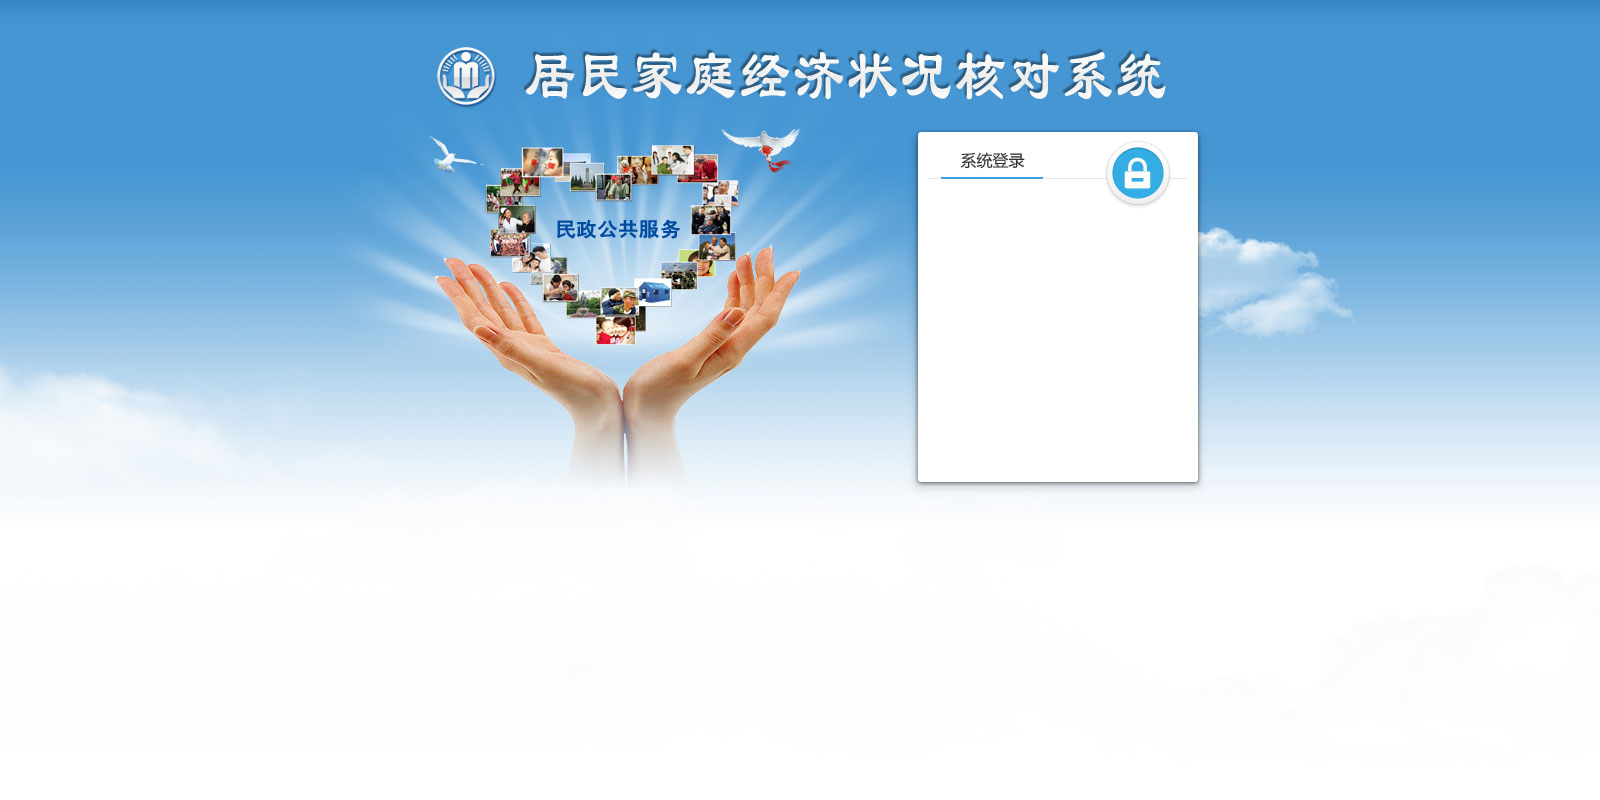 居民家庭经济状况核对系统
民政公共服务
系统登录